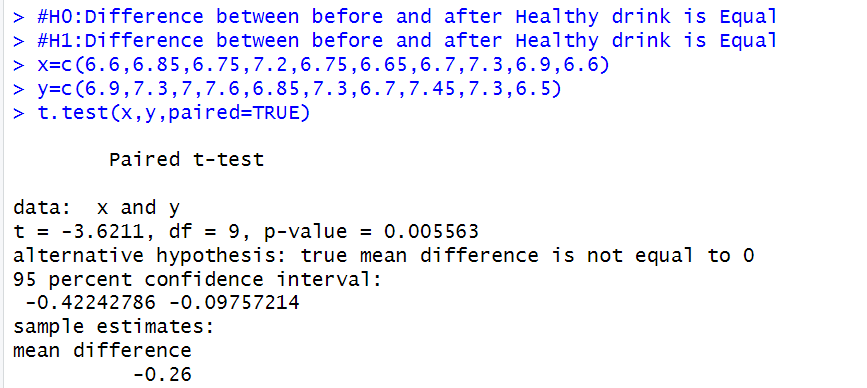 > #H0:Difference between before and after Healthy drink is Equal
> #H1:Difference between before and after Healthy drink is Equal
> x=c(6.6,6.85,6.75,7.2,6.75,6.65,6.7,7.3,6.9,6.6)
> y=c(6.9,7.3,7,7.6,6.85,7.3,6.7,7.45,7.3,6.5)
> t.test(x,y,paired=TRUE)
Paired t-test
data:  x and y
t = -3.6211, df = 9, p-value = 0.005563
alternative hypothesis: true mean difference is not equal to 0
95 percent confidence interval:
 -0.42242786 -0.09757214
sample estimates:
mean difference
-0.26